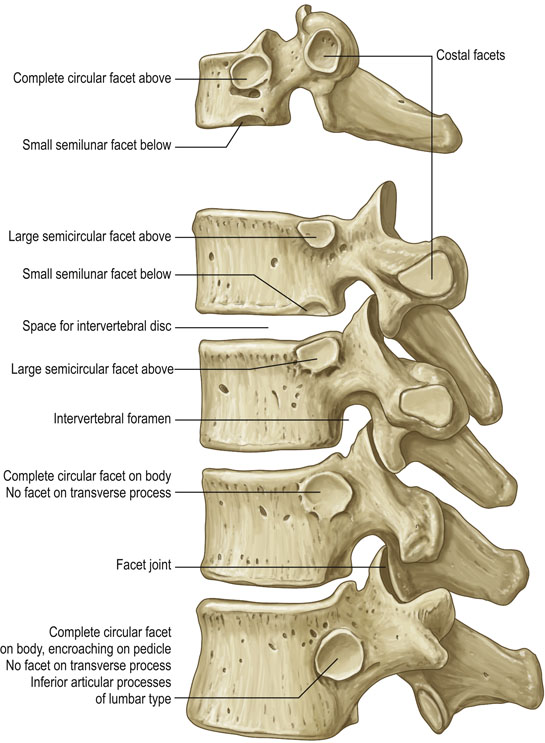 Costal facets
Complete circular facet above
Small semilunar facet below
Large semicircular facet above
Small semilunar facet below
Space for intervertebral disc
Large semicircular facet above
Intervertebral foramen
Complete circular facet on body
No facet on transverse process
Facet joint
Complete circular facet
on body, encroaching on pedicle
No facet on transverse process
Inferior articular processes
of lumbar type